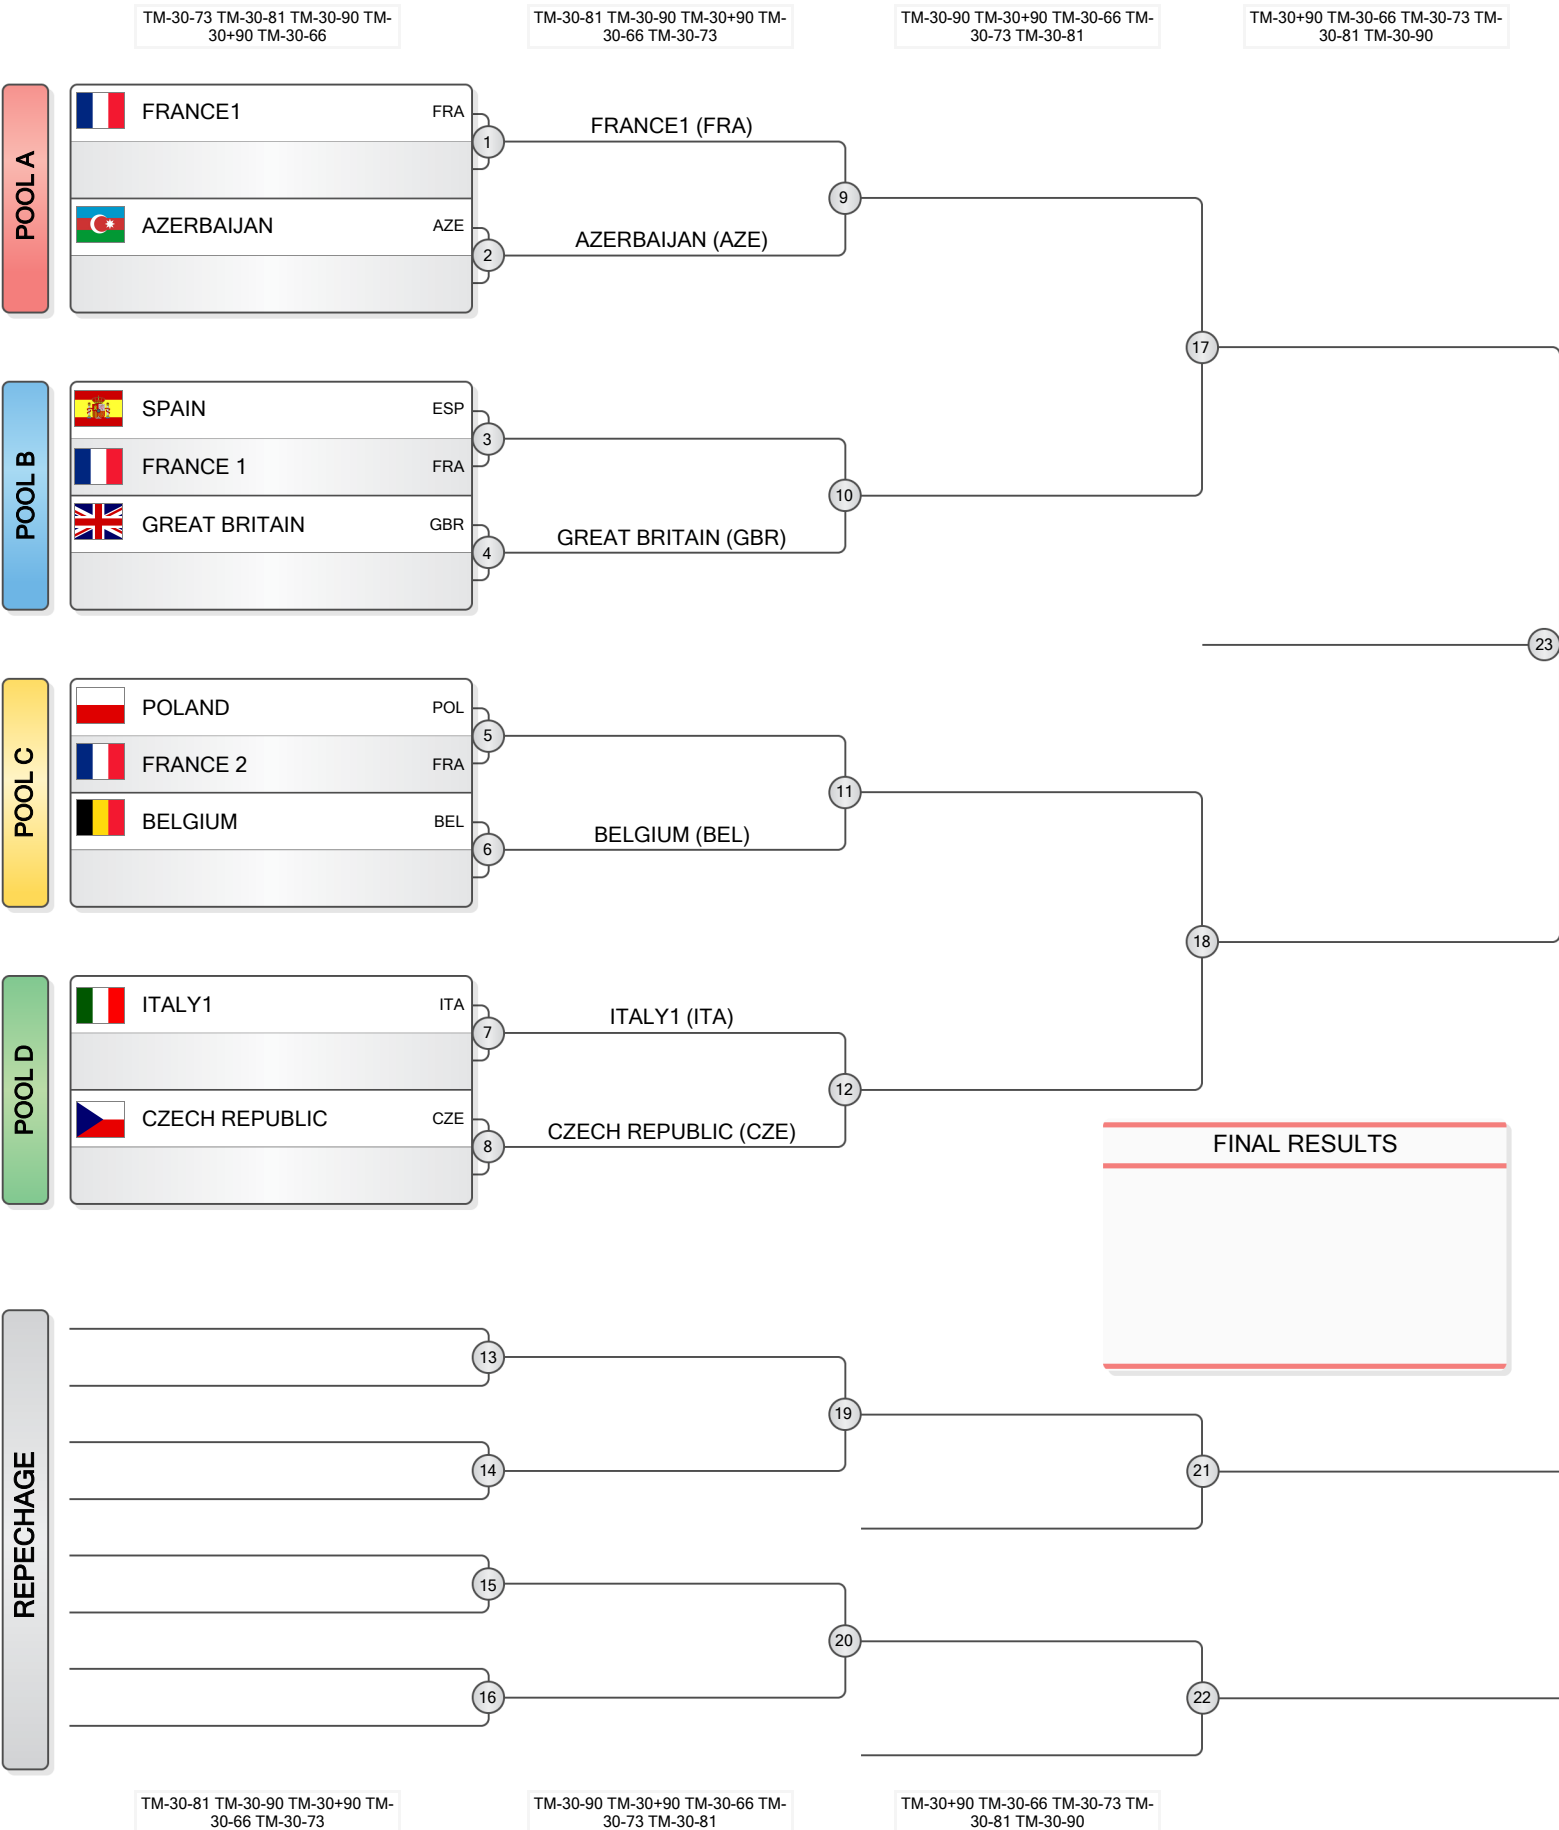 TM-30-73 TM-30-81 TM-30-90 TM-
30+90 TM-30-66
TM-30-81 TM-30-90 TM-30+90 TM-
30-66 TM-30-73
TM-30-90 TM-30+90 TM-30-66 TM-
30-73 TM-30-81
TM-30+90 TM-30-66 TM-30-73 TM-
30-81 TM-30-90
POOL A
FRANCE1 FRA
1
FRANCE1 (FRA)
AZERBAIJAN AZE
2
AZERBAIJAN (AZE)
9
17
POOL B
SPAIN ESP
3
FRANCE 1 FRA
10
GREAT BRITAIN GBR
4
GREAT BRITAIN (GBR)
23
POOL C
POLAND POL
5
FRANCE 2 FRA
11
BELGIUM BEL
6
BELGIUM (BEL)
18
POOL D
ITALY1 ITA
7
ITALY1 (ITA)
12
CZECH REPUBLIC CZE
8
CZECH REPUBLIC (CZE)
FINAL RESULTS
REPECHAGE
13
19
14
21
15
20
16
22
TM-30-81 TM-30-90 TM-30+90 TM-
30-66 TM-30-73
TM-30-90 TM-30+90 TM-30-66 TM-
30-73 TM-30-81
TM-30+90 TM-30-66 TM-30-73 TM-
30-81 TM-30-90